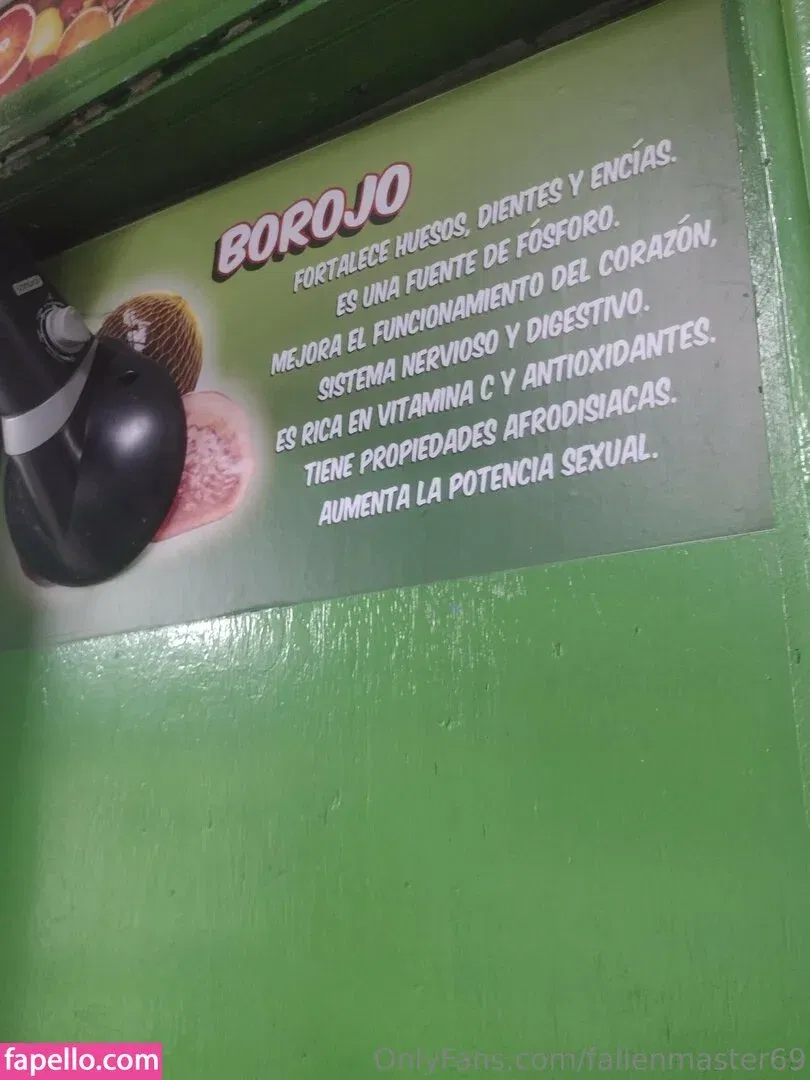 BOROJO
FORTALECE HUESOS, DIENTES Y ENCÍAS.
ES UNA FUENTE DE FÓSFORO.
MEJORA EL FUNCIONAMIENTO DEL CORAZÓN,
SISTEMA NERVIOSO Y DIGESTIVO.
ES RICA EN VITAMINA C Y ANTIOXIDANTES.
TIENE PROPIEDADES AFRODISIACAS.
AUMENTA LA POTENCIA SEXUAL.
fapello.com
OnlyFans.com/fallenmaster69